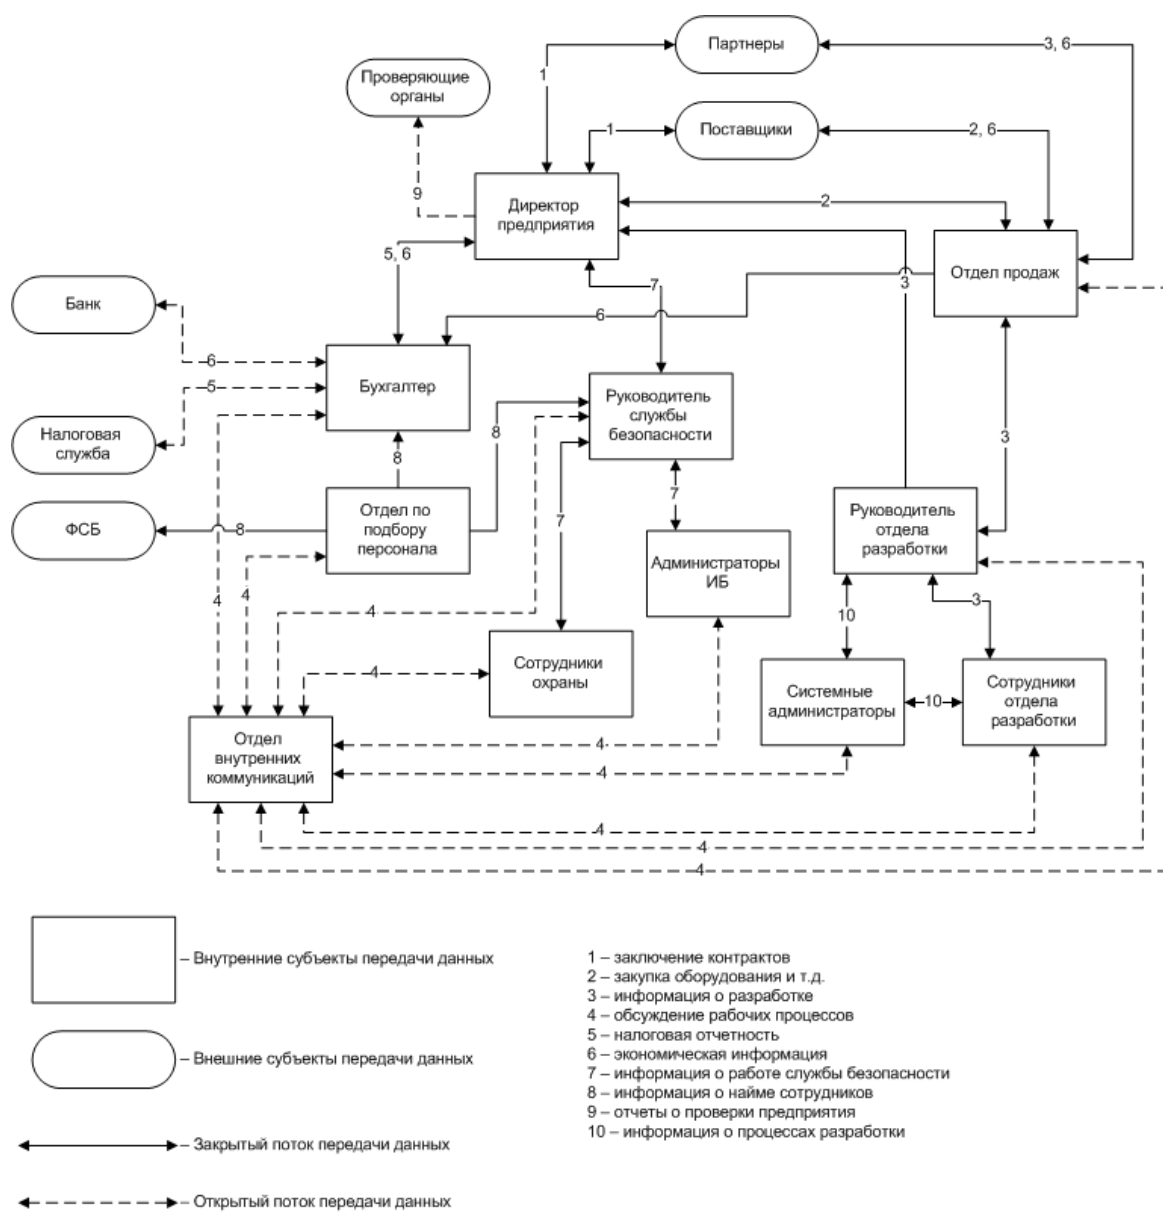 Партнеры
3, 6
Проверяющие
органы
1
Поставщики
1
2, 6
9
Директор
предприятия
2
5, 6
Отдел продаж
7
3
Банк
6
6
Бухгалтер
5
Руководитель
службы
безопасности
8
Налоговая
служба
3
8
7
ФСБ
8
Отдел по
подбору
персонала
7
Руководитель
отдела
разработки
Администраторы
ИБ
4
4
4
10
3
Сотрудники
охраны
4
Системные
администраторы
10
Сотрудники
отдела
разработки
Отдел
внутренних
коммуникаций
4
4
4
4
4
– Внутренние субъекты передачи данных
– Внешние субъекты передачи данных
– Закрытый поток передачи данных
– Открытый поток передачи данных
1 – заключение контрактов
2 – закупка оборудования и т.д.
3 – информация о разработке
4 – обсуждение рабочих процессов
5 – налоговая отчетность
6 – экономическая информация
7 – информация о работе службы безопасности
8 – информация о найме сотрудников
9 – отчеты о проверки предприятия
10 – информация о процессах разработки